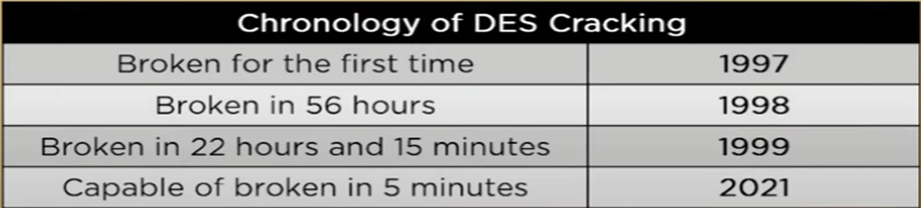 Chronology of DES Cracking
Broken for the first time 1997
Broken in 56 hours 1998
Broken in 22 hours and 15 minutes 1999
Capable of broken in 5 minutes 2021